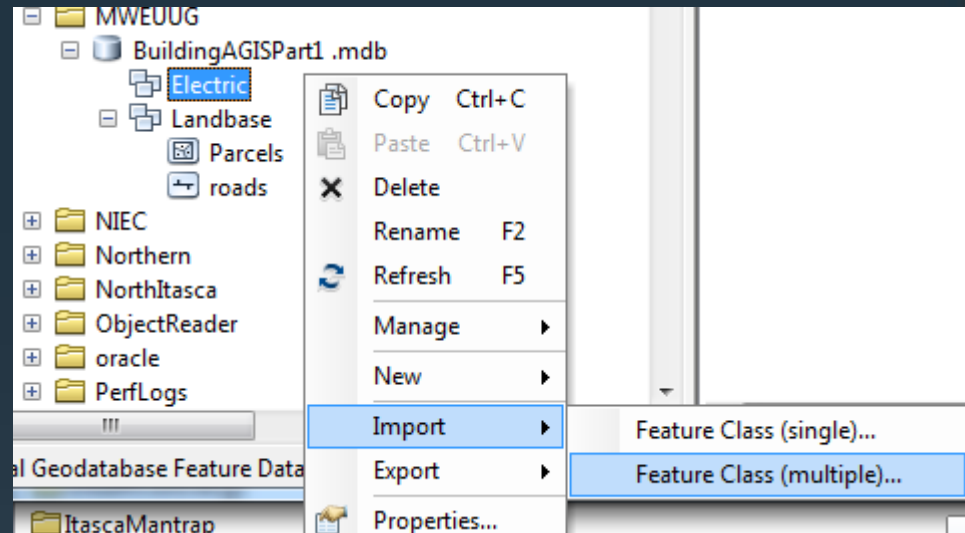 MWEUUG
BuildingAGISPart1 .mdb
Electric
Landbase
Parcels
roads
NIEC
Northern
NorthItasca
ObjectReader
oracle
PerfLogs
al Geodatabase Feature Data
ItascaMantrap
Copy Ctrl+C
Paste Ctrl+V
Delete
Rename F2
Refresh F5
Manage
New
Import
Export
Properties...
Feature Class (single)...
Feature Class (multiple)...